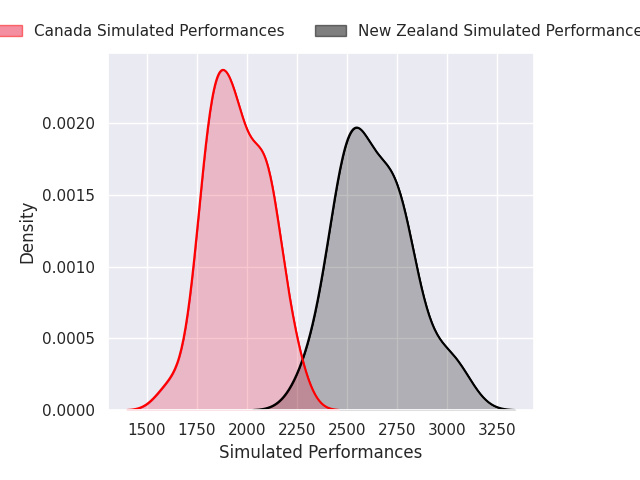 Canada Simulated Performances New Zealand Simulated Performance
0.0020
0.0015
0.0010
0.0005
0.0000
Density
1500 1750 2000 2250 2500 2750 3000 3250
Simulated Performances